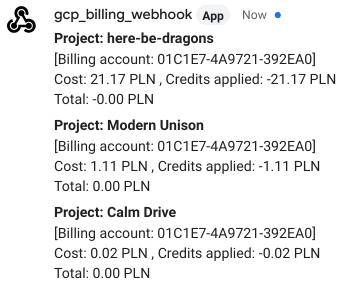 gcp_billing_webhook App Now
Project: here-be-dragons
[Billing account: 01C1E7-4A9721-392EA0]
Cost: 21.17 PLN , Credits applied: -21.17 PLN
Total: -0.00 PLN
Project: Modern Unison
[Billing account: 01C1E7-4A9721-392EA0]
Cost: 1.11 PLN , Credits applied: -1.11 PLN
Total: 0.00 PLN
Project: Calm Drive
[Billing account: 01C1E7-4A9721-392EA0]
Cost: 0.02 PLN , Credits applied: -0.02 PLN
Total: 0.00 PLN